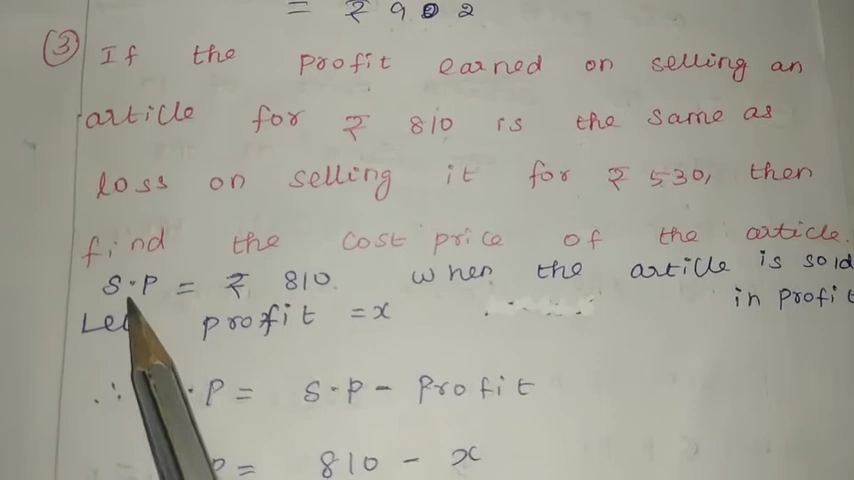 = ₹ 9 0 2
③ If the profit earned on selling an
article for ₹ 810 is the same as
loss on selling it for ₹ 530, then
find the cost price of the article.
S.P = ₹ 810. when the article is sold
in profit
Let profit = x
∴ .P = S.P - Profit
P = 810 - x